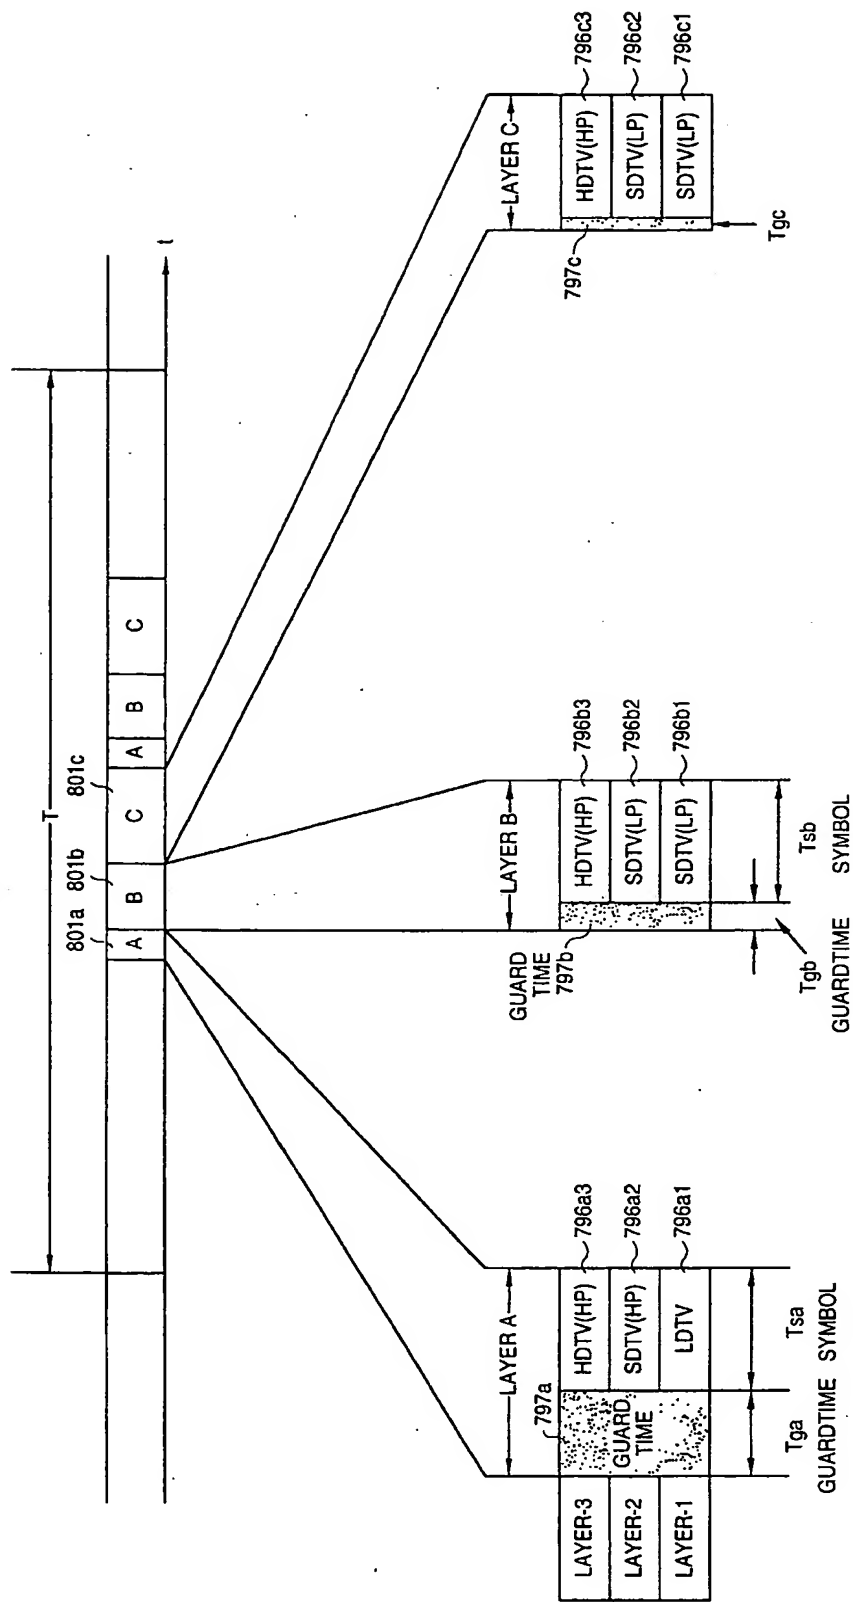 T
801a
801b
801c
A
B
C
A
B
C
t
LAYER A
797a
LAYER-3
LAYER-2
LAYER-1
GUARD
TIME
HDTV(HP)
SDTV(HP)
LDTV
796a3
796a2
796a1
Tga
GUARDTIME
Tsa
SYMBOL
LAYER B
GUARD
TIME
797b
HDTV(HP)
SDTV(LP)
SDTV(LP)
796b3
796b2
796b1
Tgb
GUARDTIME
Tsb
SYMBOL
LAYER C
797c
HDTV(HP)
SDTV(LP)
SDTV(LP)
796c3
796c2
796c1
Tgc